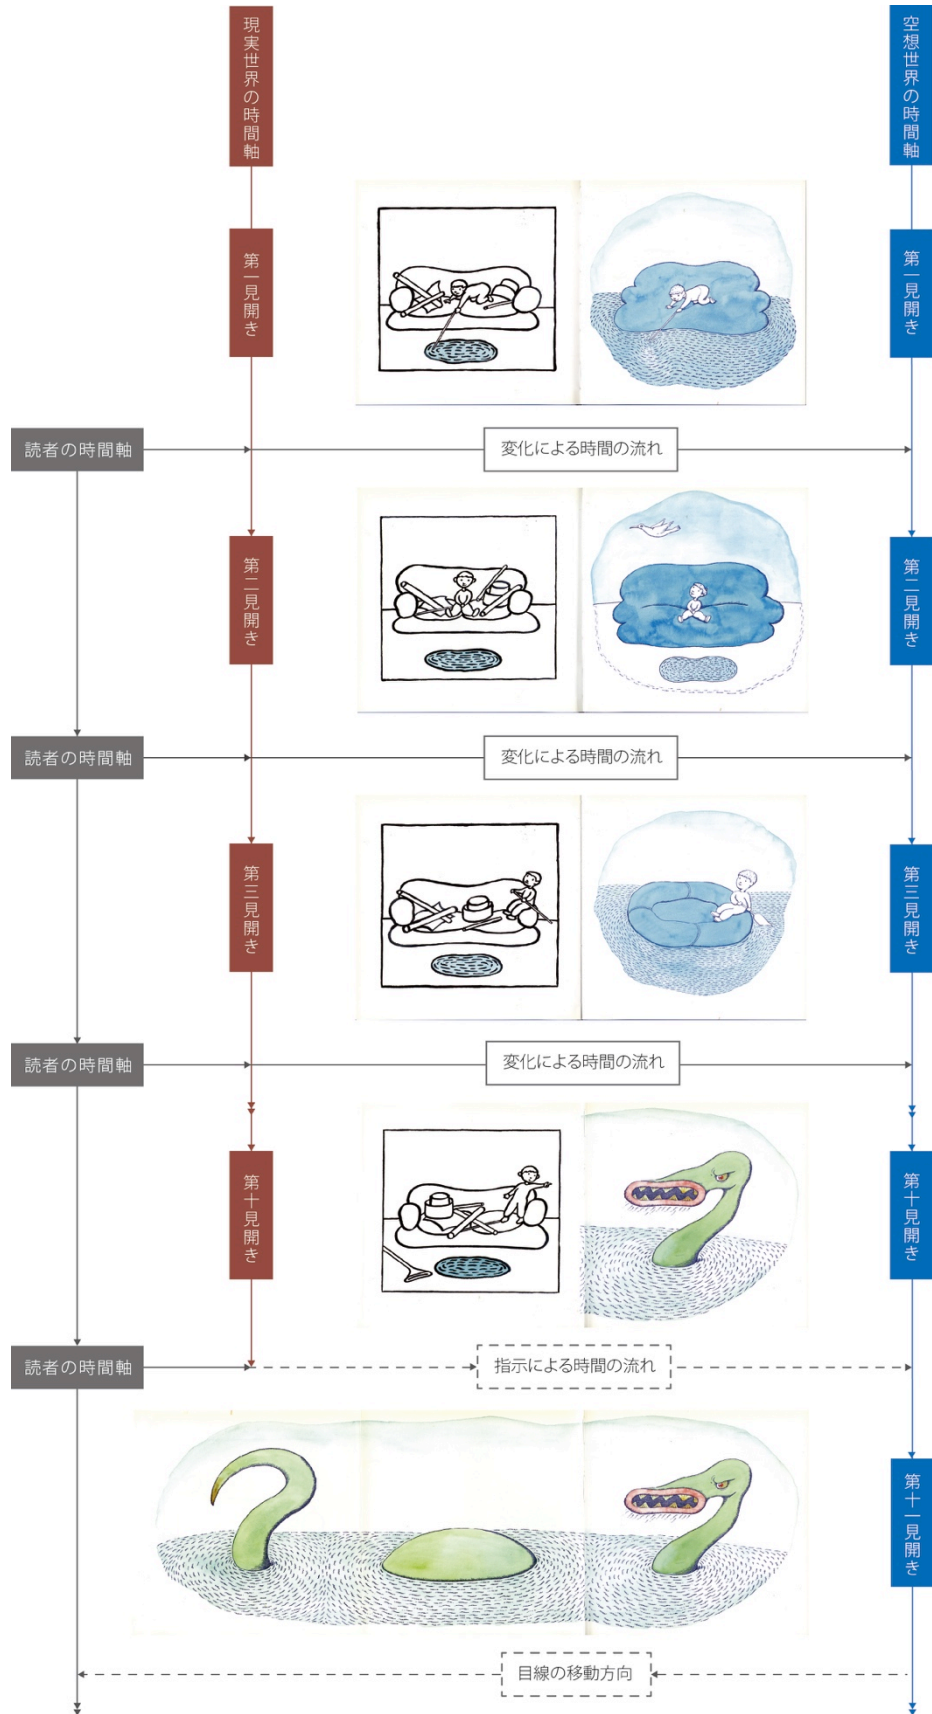 現実世界の時間軸
空想世界の時間軸
第一見開き
第一見開き
読者の時間軸
変化による時間の流れ
第二見開き
第二見開き
読者の時間軸
変化による時間の流れ
第三見開き
第三見開き
読者の時間軸
変化による時間の流れ
第十見開き
第十見開き
読者の時間軸
指示による時間の流れ
第十一見開き
目線の移動方向